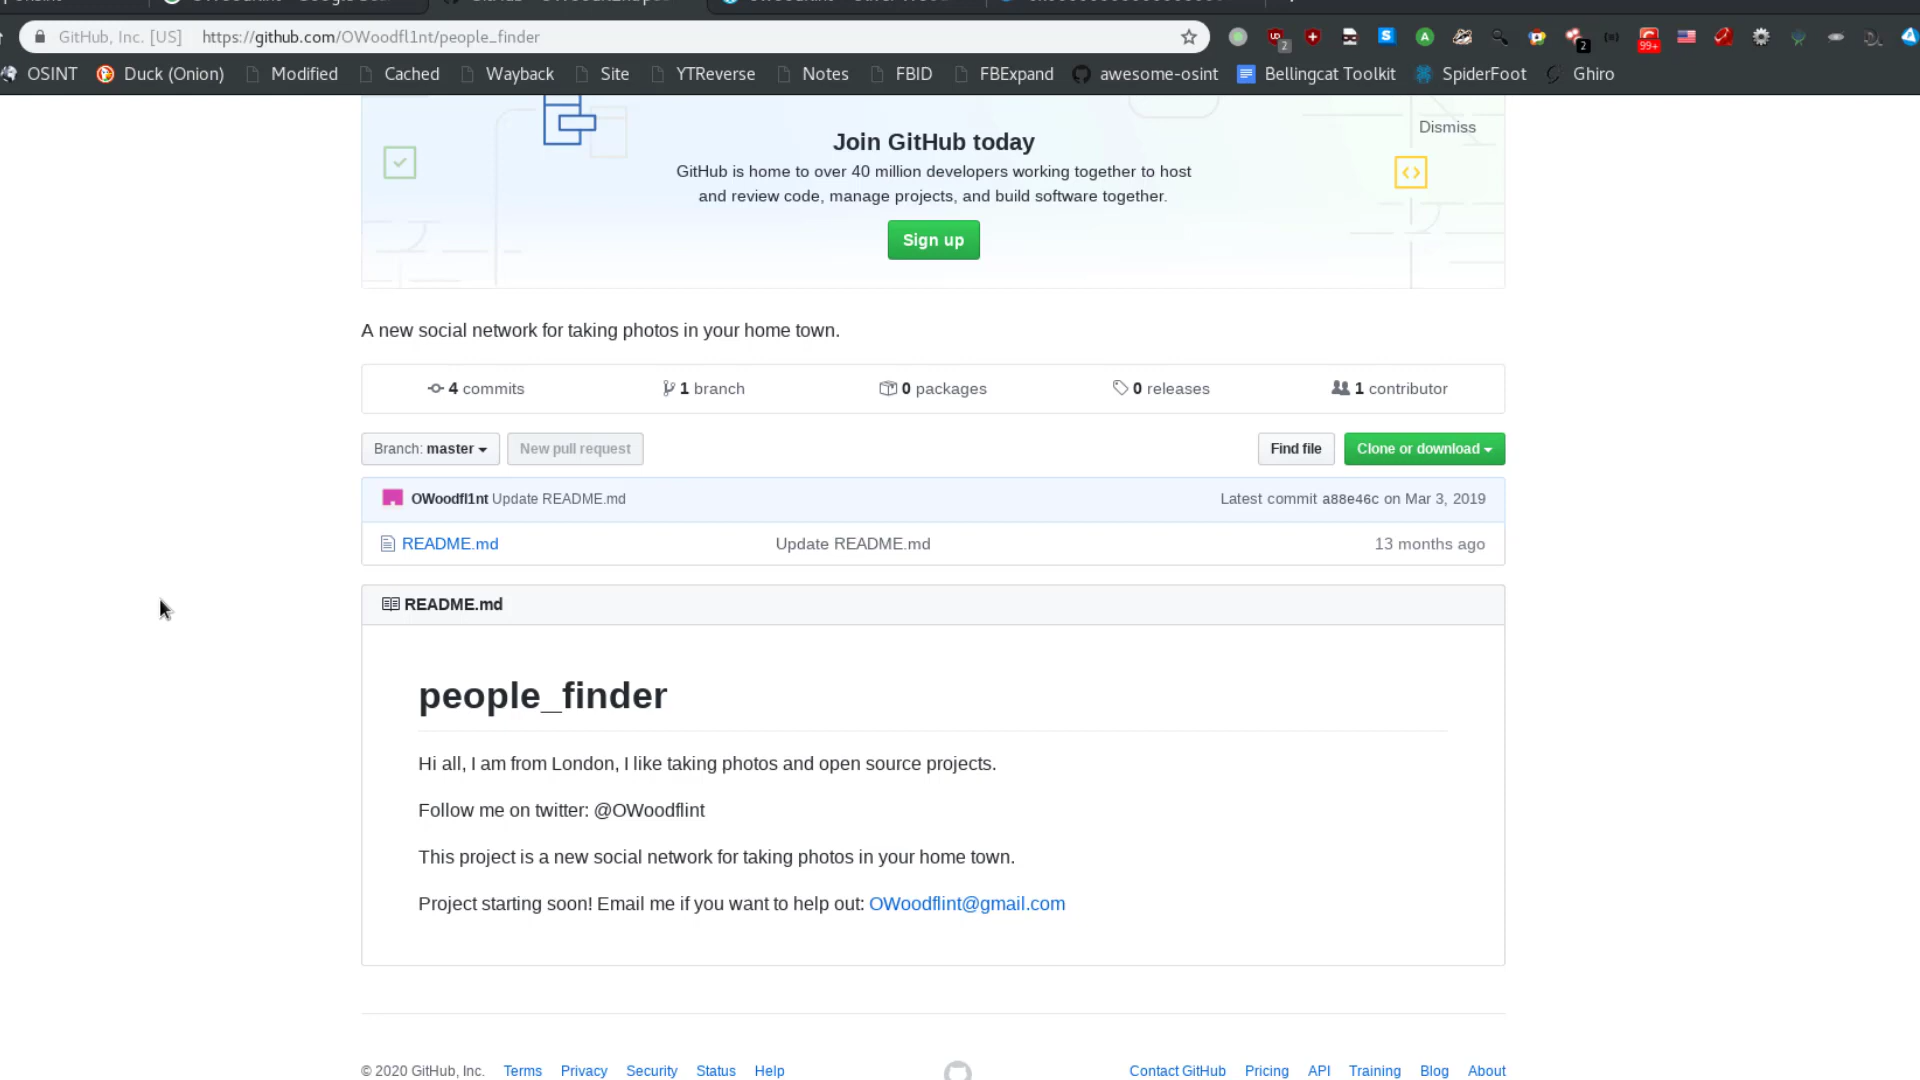 GitHub, Inc. [US] https://github.com/OWoodfl1nt/people_finder
2 2 99+
OSINT Duck (Onion) Modified Cached Wayback Site YTReverse Notes FBID FBExpand awesome-osint Bellingcat Toolkit SpiderFoot Ghiro
Join GitHub today
Dismiss
GitHub is home to over 40 million developers working together to host
and review code, manage projects, and build software together.
Sign up
A new social network for taking photos in your home town.
4 commits 1 branch 0 packages 0 releases 1 contributor
Branch: master New pull request Find file Clone or download
OWoodfl1nt Update README.md Latest commit a88e46c on Mar 3, 2019
README.md Update README.md 13 months ago
README.md
people_finder
Hi all, I am from London, I like taking photos and open source projects.
Follow me on twitter: @OWoodflint
This project is a new social network for taking photos in your home town.
Project starting soon! Email me if you want to help out: OWoodflint@gmail.com
© 2020 GitHub, Inc. Terms Privacy Security Status Help Contact GitHub Pricing API Training Blog About